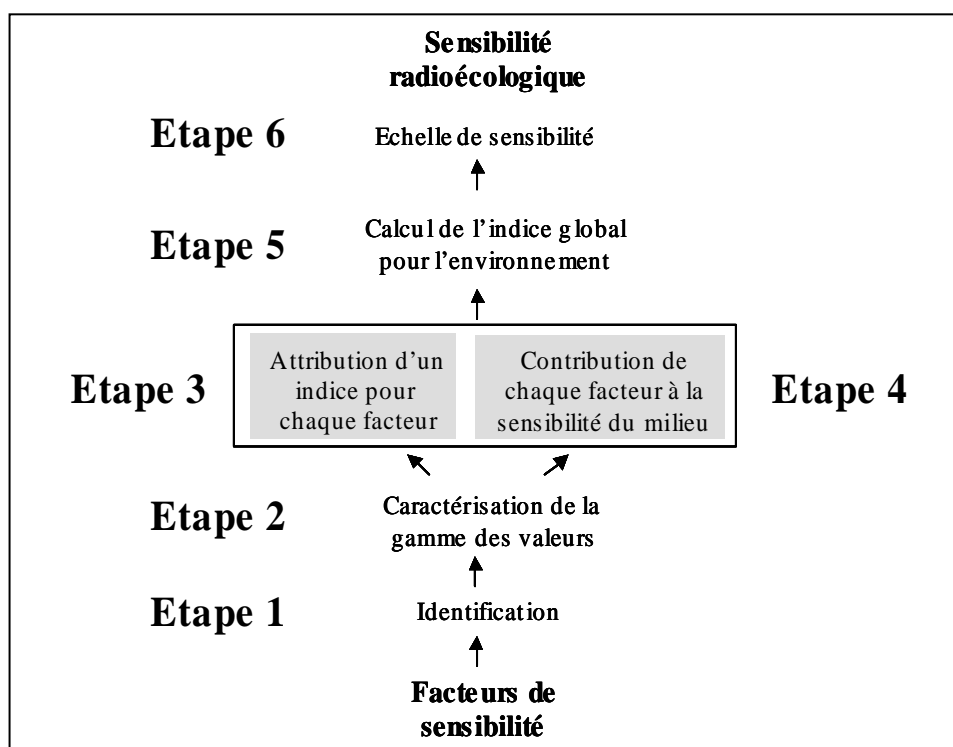 Sensibilité
radioécologique
Etape 6
Echelle de sensibilité
Etape 5
Calcul de l'indice global
pour l'environnement
Etape 3
Attribution d'un
indice pour
chaque facteur
Contribution de
chaque facteur à la
sensibilité du milieu
Etape 4
Etape 2
Caractérisation de la
gamme des valeurs
Etape 1
Identification
Facteurs de
sensibilité